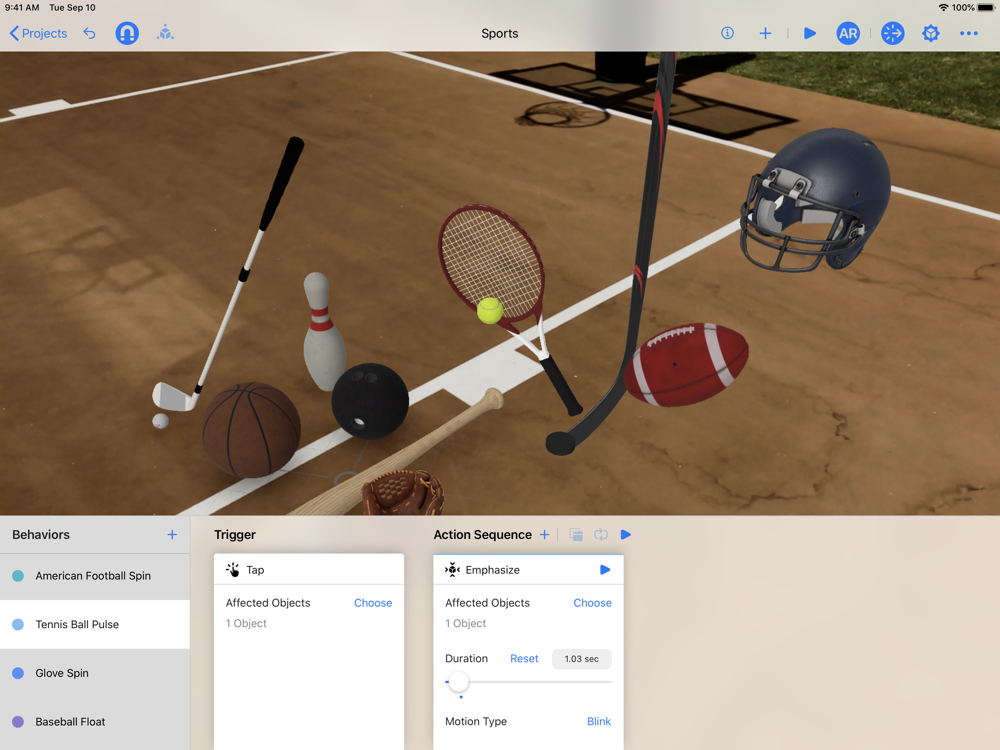 9:41 AM Tue Sep 10
100%
Projects
Sports
AR
Behaviors
American Football Spin
Tennis Ball Pulse
Glove Spin
Baseball Float
Trigger
Tap
Affected Objects Choose
1 Object
Action Sequence
Emphasize
Affected Objects Choose
1 Object
Duration Reset 1.03 sec
Motion Type Blink